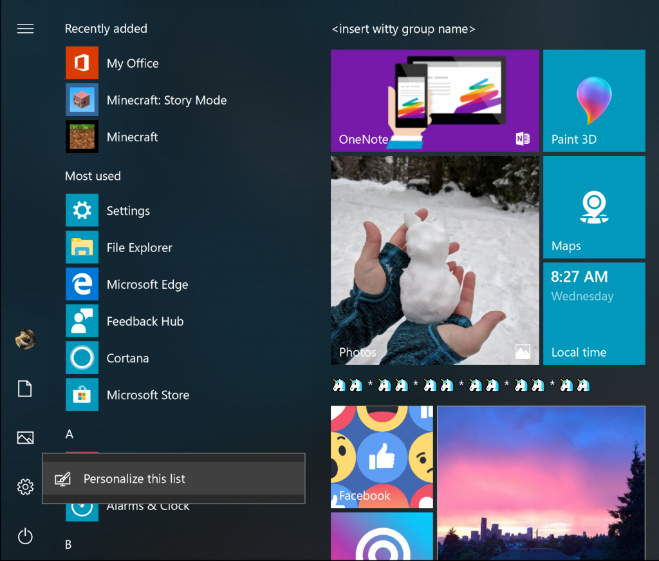 Recently added
My Office
Minecraft: Story Mode
Minecraft
Most used
Settings
File Explorer
Microsoft Edge
Feedback Hub
Cortana
Microsoft Store
A
Personalize this list
Alarms & Clock
B
<insert witty group name>
OneNote
Paint 3D
Photos
Maps
8:27 AM
Wednesday
Local time
* * * * *
Facebook